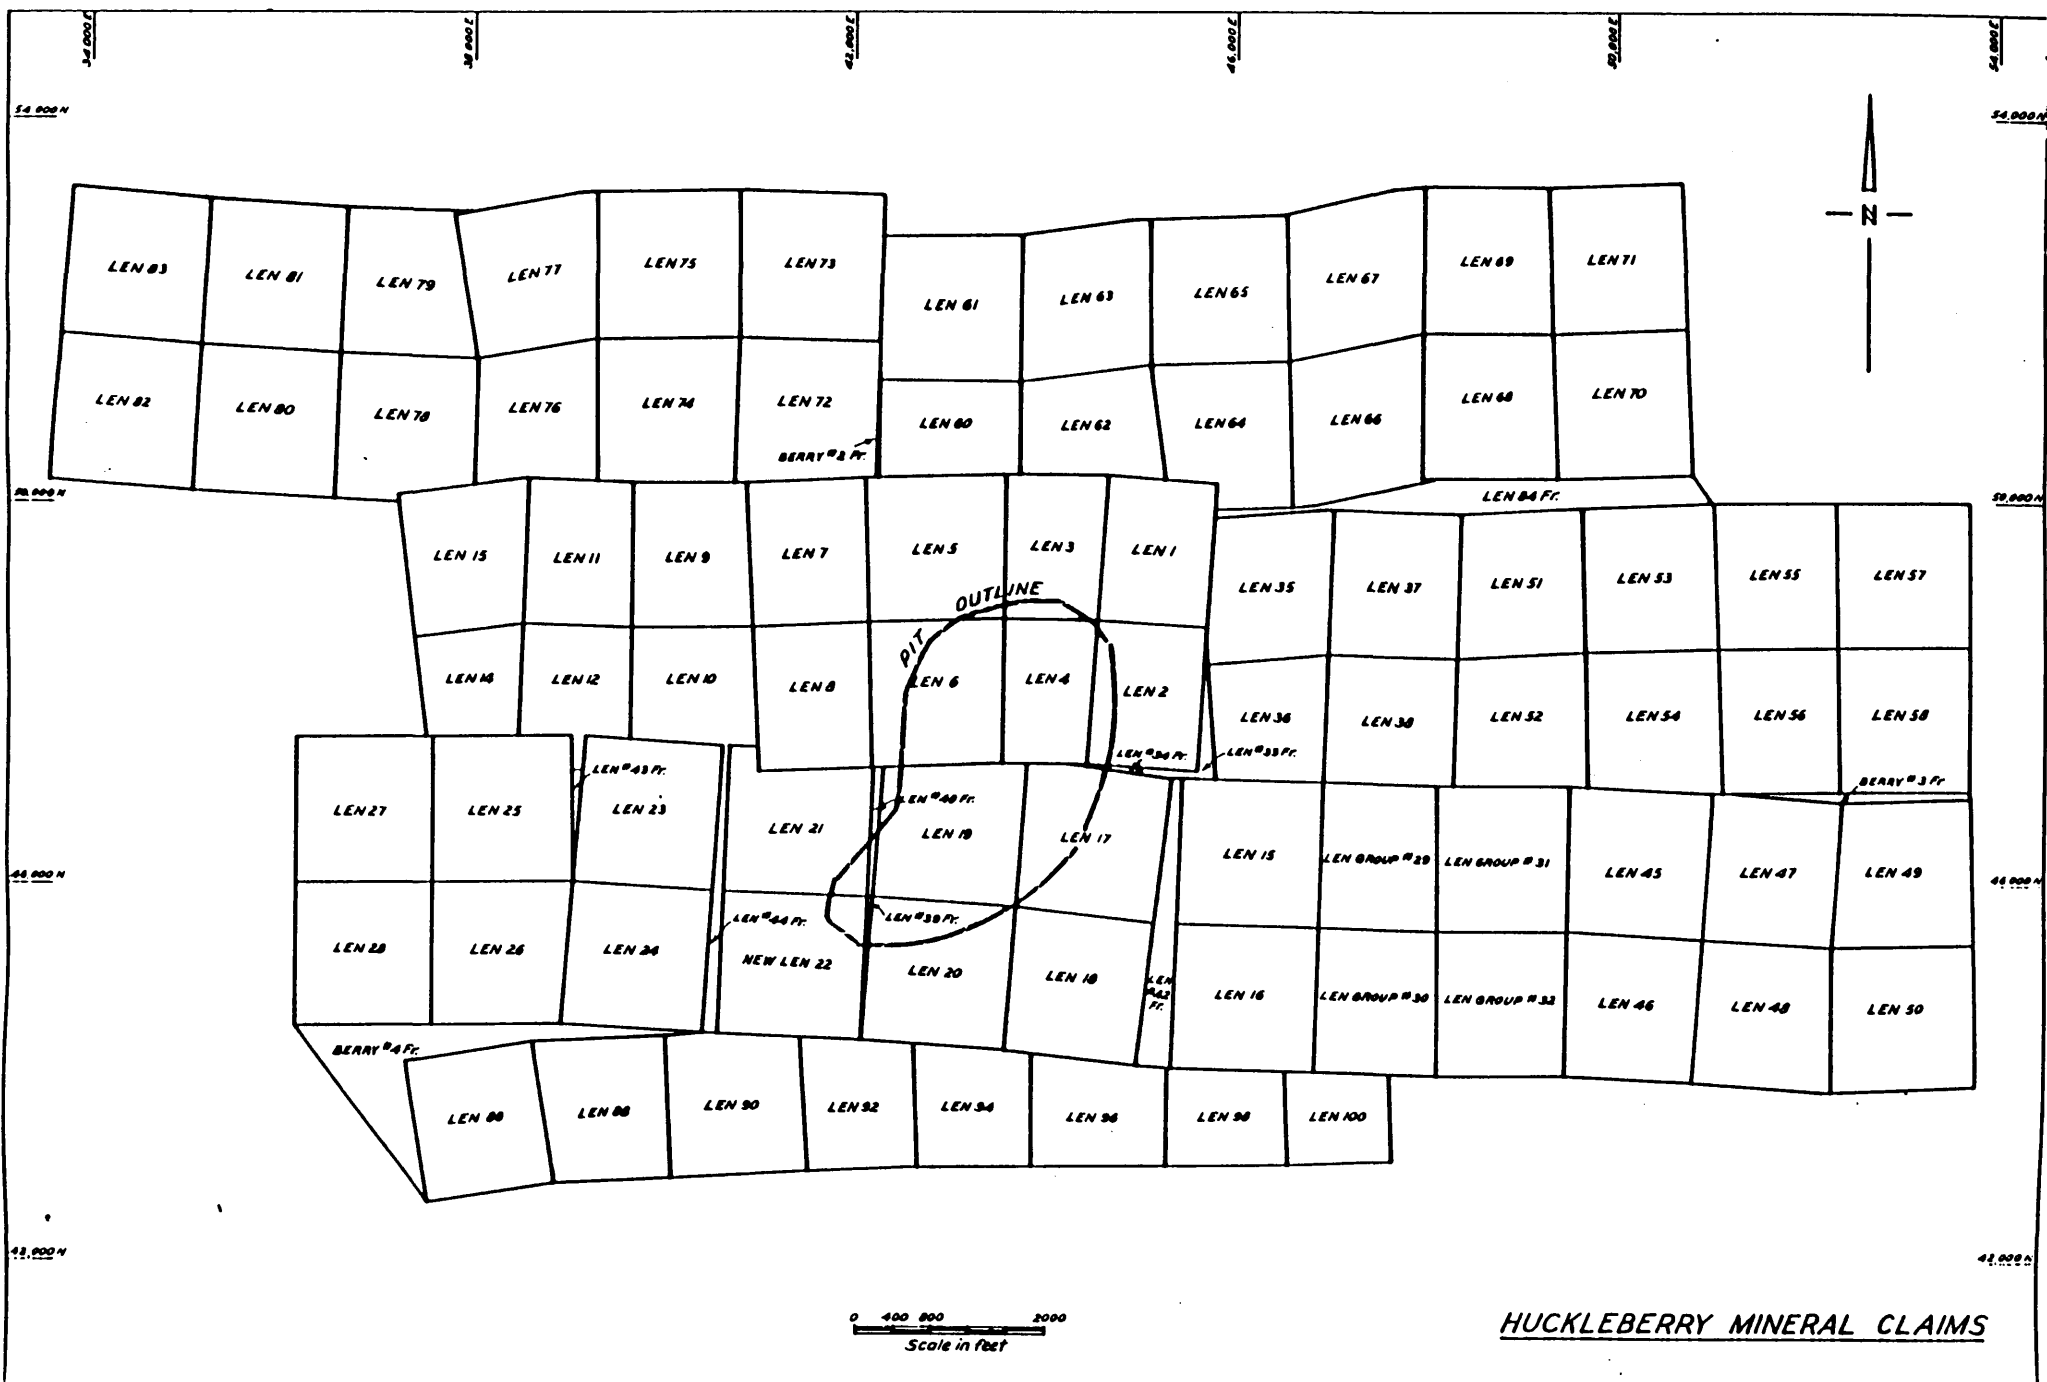 34 000 E
38 000 E
42,000 E
46,000 E
50,000 E
54 000 E
54 000 N
54,000 N
N
LEN 83
LEN 81
LEN 79
LEN 77
LEN 75
LEN 73
LEN 61
LEN 63
LEN 65
LEN 67
LEN 69
LEN 71
LEN 82
LEN 80
LEN 78
LEN 76
LEN 74
LEN 72
LEN 60
LEN 62
LEN 64
LEN 66
LEN 68
LEN 70
BERRY #2 Fr.
50,000 N
LEN 84 Fr.
50,000 N
LEN 15
LEN 11
LEN 9
LEN 7
LEN 5
LEN 3
LEN 1
LEN 35
LEN 37
LEN 51
LEN 53
LEN 55
LEN 57
PIT OUTLINE
LEN 14
LEN 12
LEN 10
LEN 8
LEN 6
LEN 4
LEN 2
LEN 36
LEN 38
LEN 52
LEN 54
LEN 56
LEN 58
LEN #34 Fr.
LEN #33 Fr.
LEN #43 Fr.
BERRY #3 Fr
LEN 27
LEN 25
LEN 23
LEN 21
LEN #40 Fr.
LEN 19
LEN 17
LEN 15
LEN GROUP #29
LEN GROUP #31
LEN 45
LEN 47
LEN 49
LEN 28
LEN 26
LEN 24
LEN #44 Fr.
NEW LEN 22
LEN #39 Fr.
LEN 20
LEN 18
LEN
#42
Fr.
LEN 16
LEN GROUP #30
LEN GROUP #32
LEN 46
LEN 48
LEN 50
BERRY #4 Fr.
LEN 88
LEN 90
LEN 92
LEN 94
LEN 96
LEN 98
LEN 100
42,000 N
42 000 N
0 400 800 2000
Scale in feet
HUCKLEBERRY MINERAL CLAIMS